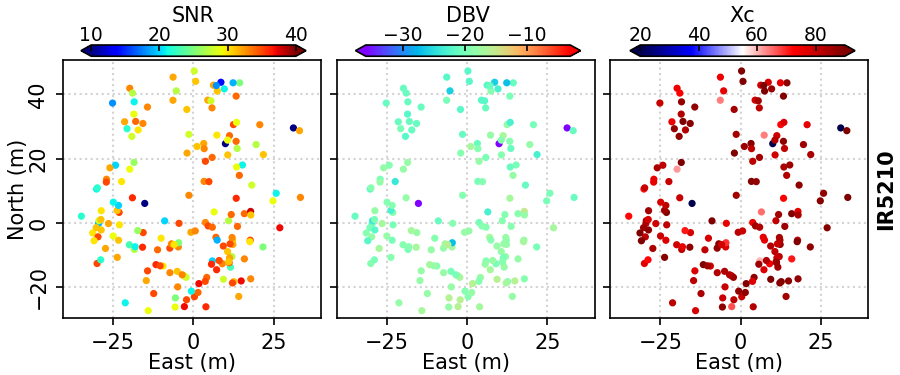 SNR DBV Xc
10 20 30 40 −30 −20 −10 20 40 60 80
40
20
0
−20
North (m)
IR5210
−25 0 25 −25 0 25 −25 0 25
East (m) East (m) East (m)